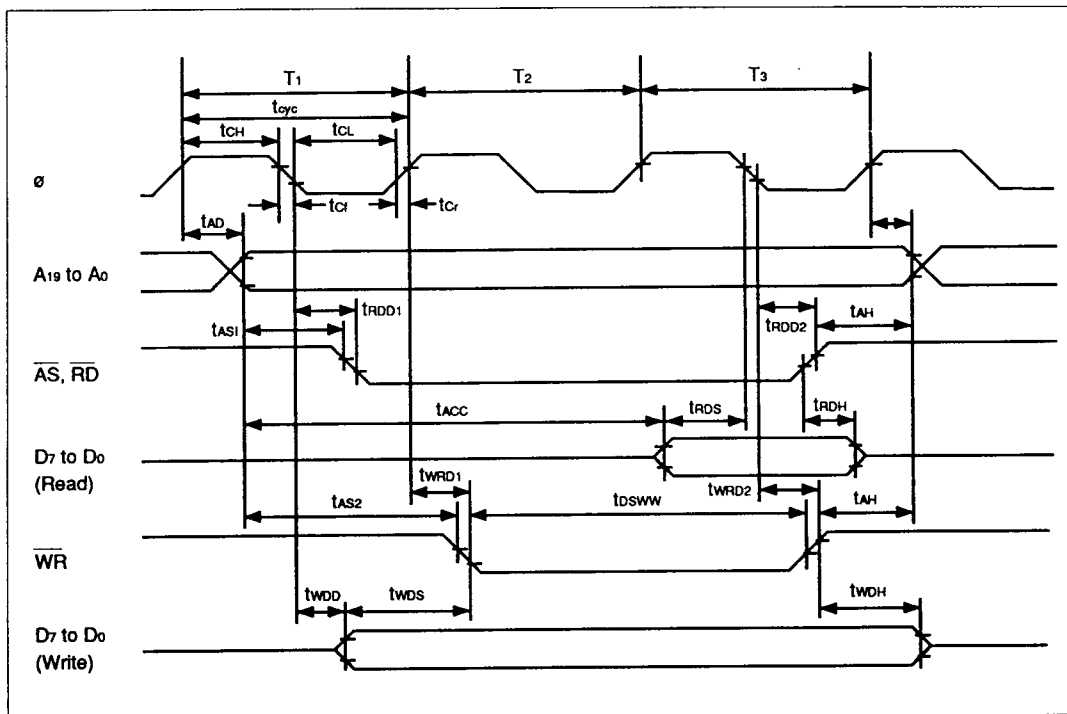 T1 T2 T3
tcyc
tCH tCL
ø
tCf tCr
tAD
A19 to A0
tRDD1 tRDD2 tAH
tASI
AS, RD
tACC tRDS tRDH
D7 to D0
(Read)
tWRD1 tWRD2
tAS2 tDSWW tAH
WR
tWDD tWDS tWDH
D7 to D0
(Write)